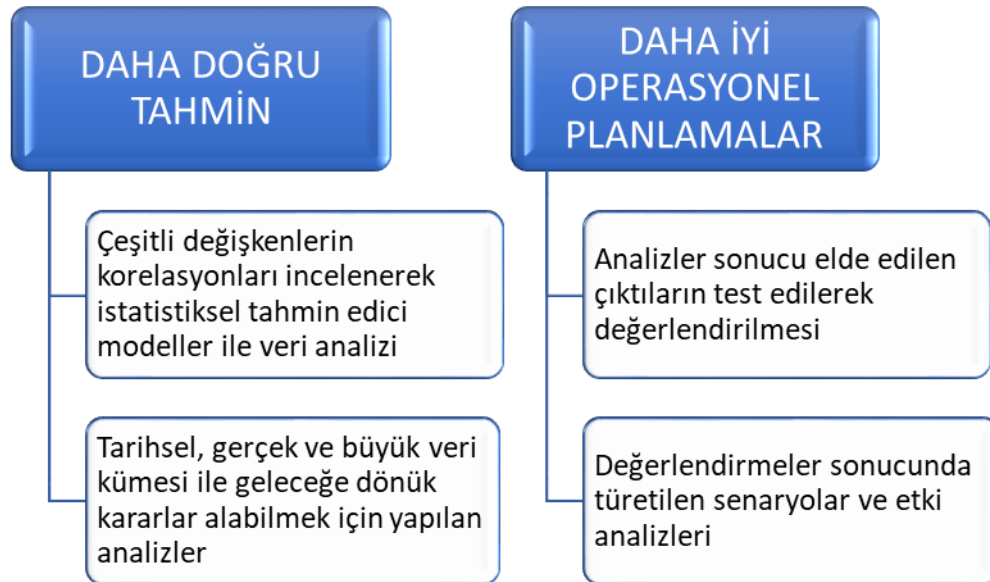 DAHA DOĞRU
TAHMİN
Çeşitli değişkenlerin
korelasyonları incelenerek
istatistiksel tahmin edici
modeller ile veri analizi
Tarihsel, gerçek ve büyük veri
kümesi ile geleceğe dönük
kararlar alabilmek için yapılan
analizler
DAHA İYİ
OPERASYONEL
PLANLAMALAR
Analizler sonucu elde edilen
çıktıların test edilerek
değerlendirilmesi
Değerlendirmeler sonucunda
türetilen senaryolar ve etki
analizleri